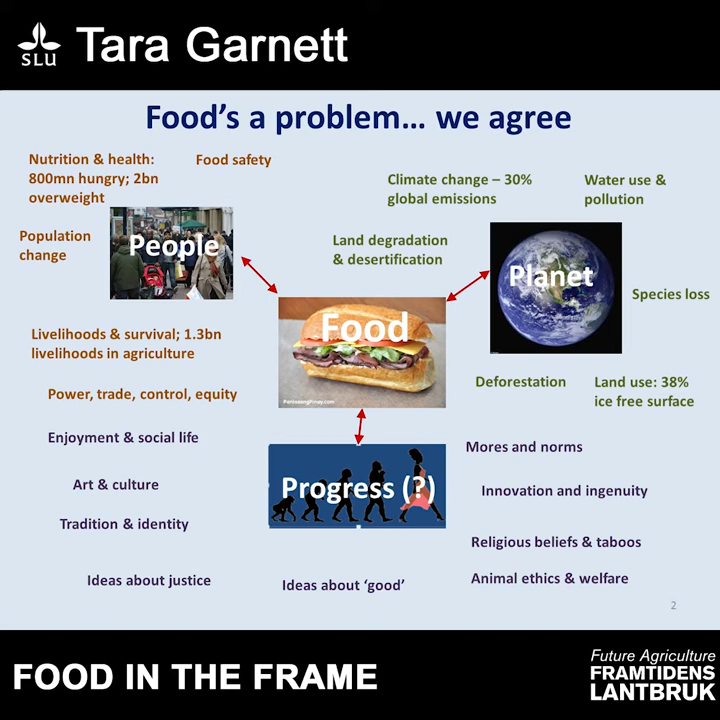 SLU
Tara Garnett
Food's a problem... we agree
Nutrition & health:
800mn hungry; 2bn
overweight
Food safety
Climate change – 30%
global emissions
Water use &
pollution
Population
change
People
Land degradation
& desertification
Planet
Species loss
Food
Livelihoods & survival; 1.3bn
livelihoods in agriculture
Power, trade, control, equity
PantasangPinoy.com
Deforestation
Land use: 38%
ice free surface
Enjoyment & social life
Mores and norms
Art & culture
Progress (?)
Innovation and ingenuity
Tradition & identity
Religious beliefs & taboos
Ideas about justice
Ideas about ‘good’
Animal ethics & welfare
2
FOOD IN THE FRAME
Future Agriculture
FRAMTIDENS
LANTBRUK